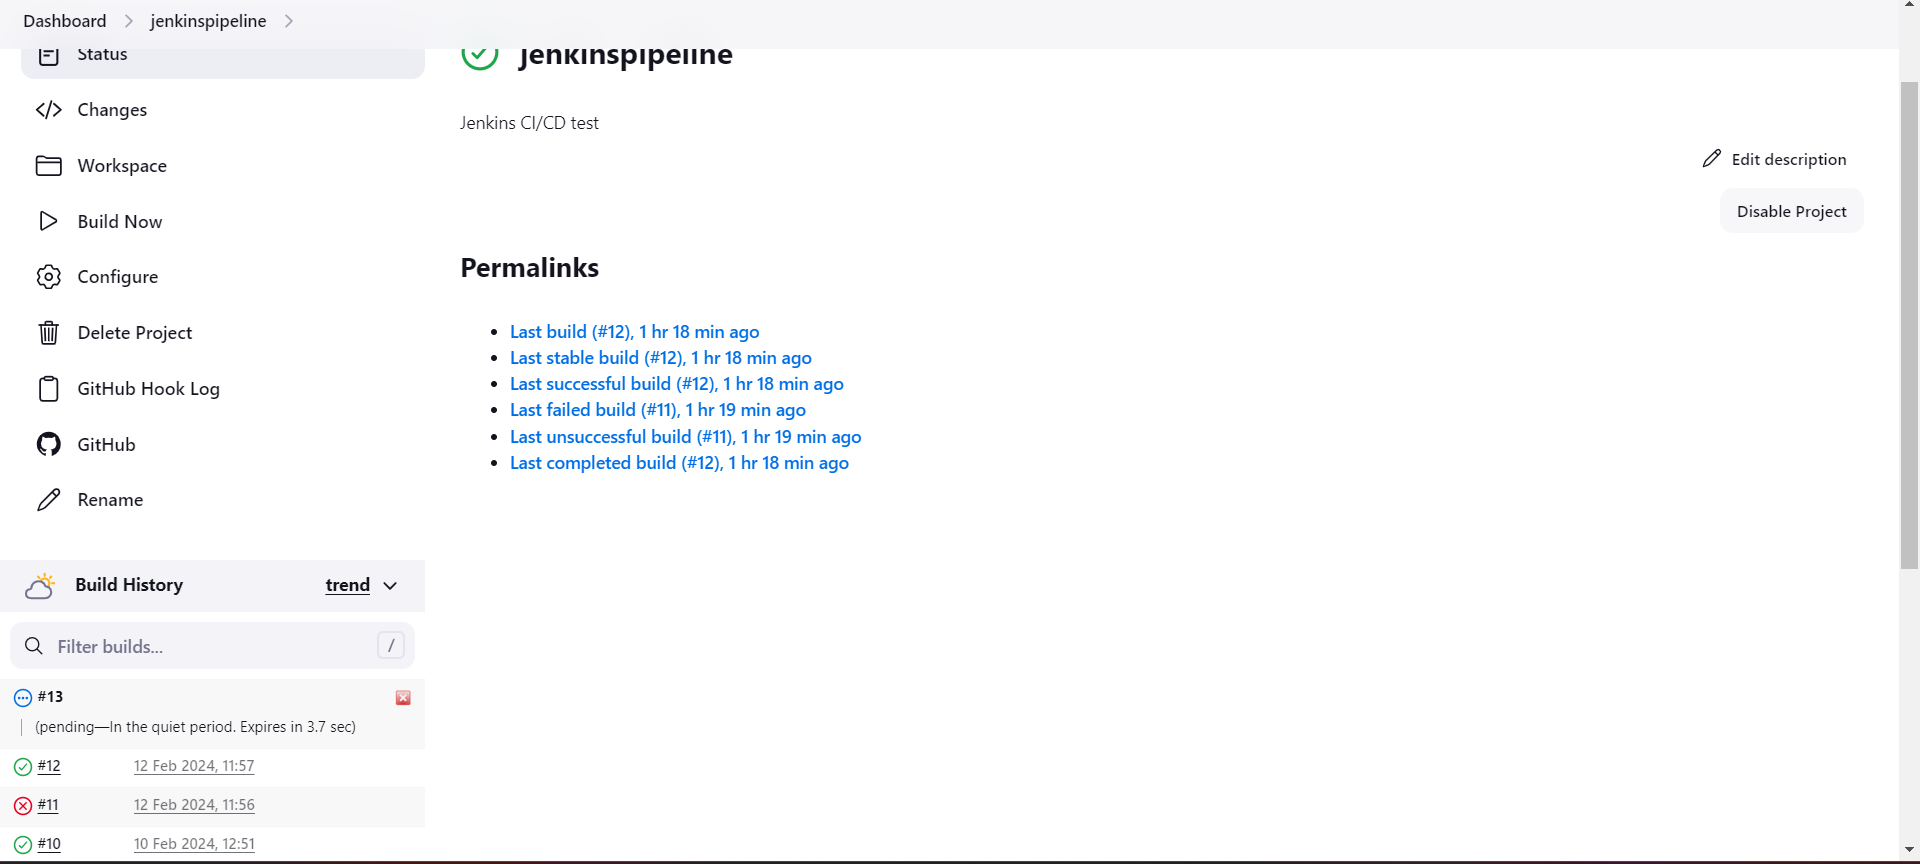 Dashboard > jenkinspipeline >
Status
Changes
Workspace
Build Now
Configure
Delete Project
GitHub Hook Log
GitHub
Rename
Build History trend
Filter builds... /
#13
(pending—In the quiet period. Expires in 3.7 sec)
#12 12 Feb 2024, 11:57
#11 12 Feb 2024, 11:56
#10 10 Feb 2024, 12:51
jenkinspipeline
Jenkins CI/CD test
Edit description
Disable Project
Permalinks
• Last build (#12), 1 hr 18 min ago
• Last stable build (#12), 1 hr 18 min ago
• Last successful build (#12), 1 hr 18 min ago
• Last failed build (#11), 1 hr 19 min ago
• Last unsuccessful build (#11), 1 hr 19 min ago
• Last completed build (#12), 1 hr 18 min ago